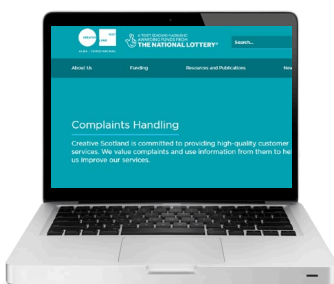 THE NATIONAL LOTTERY®
Search...
About Us
Funding
Resources and Publications
Complaints Handling
Creative Scotland is committed to providing high-quality customer
services. We value complaints and use information from them to hel
us improve our services.